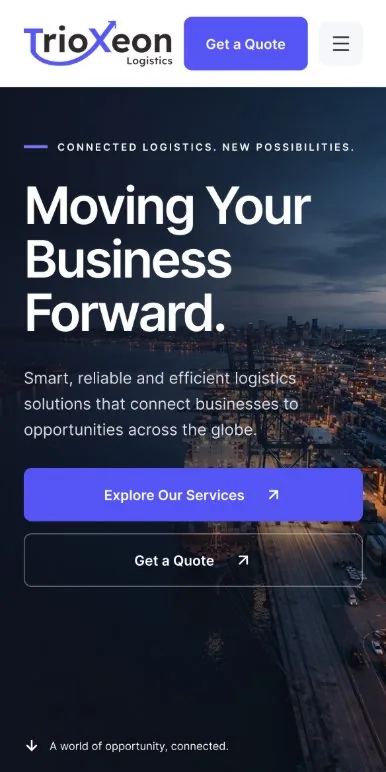 TrioXeon
Logistics
Get a Quote
CONNECTED LOGISTICS. NEW POSSIBILITIES.
Moving Your
Business
Forward.
Smart, reliable and efficient logistics
solutions that connect businesses to
opportunities across the globe.
Explore Our Services
Get a Quote
A world of opportunity, connected.